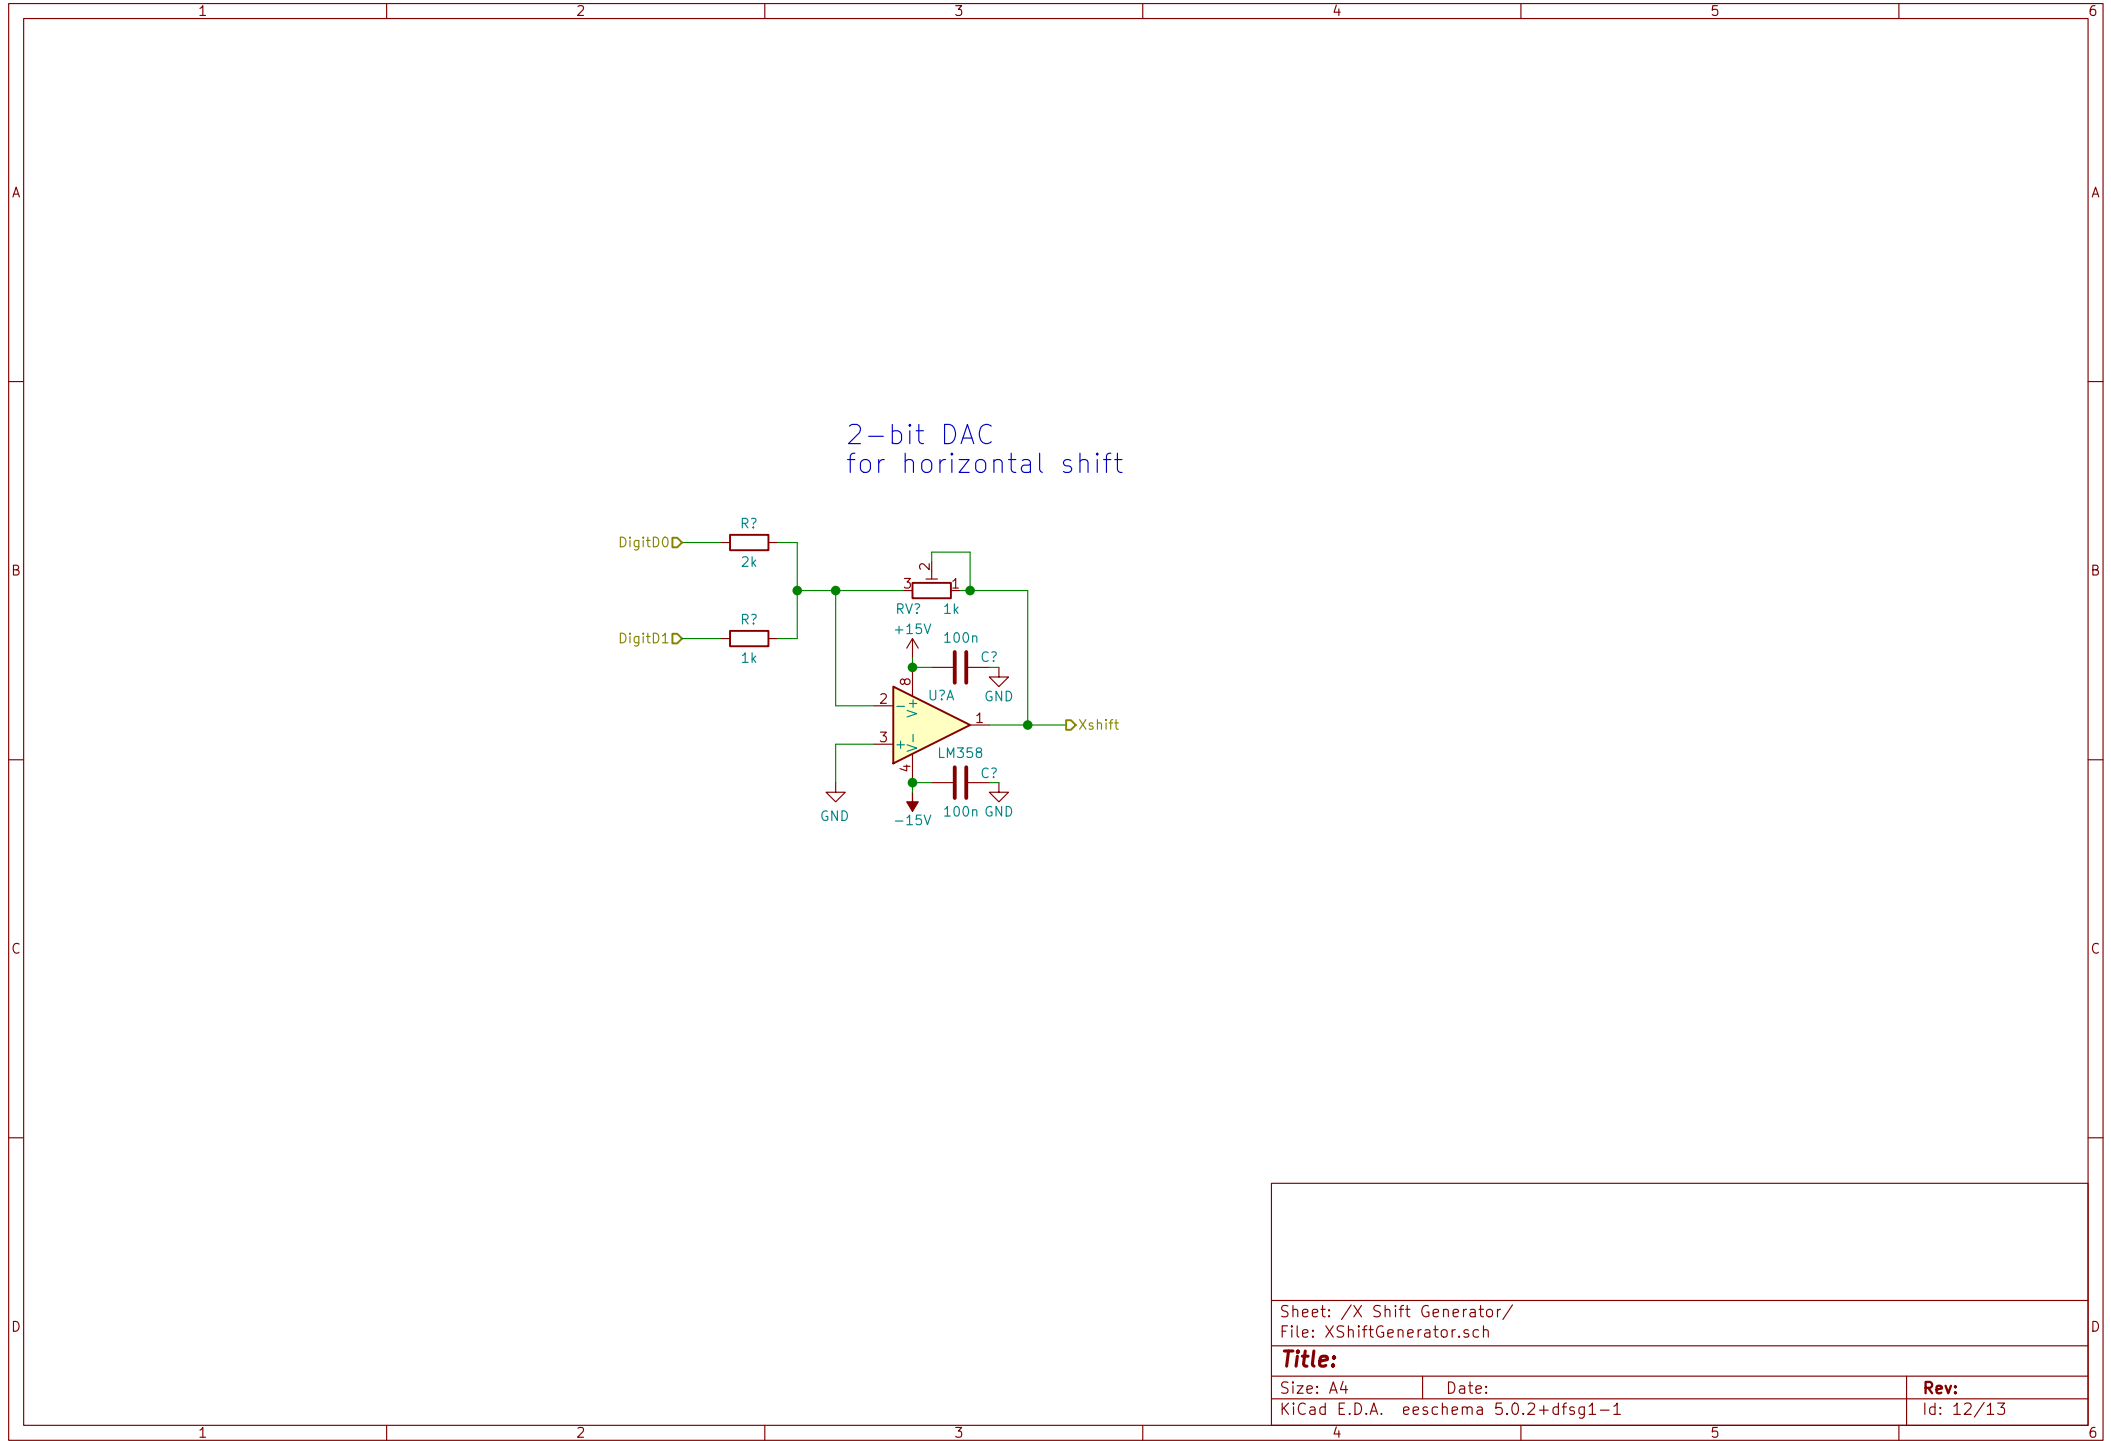 1 2 3 4 5 6
A A
2-bit DAC
for horizontal shift
R?
DigitD0
2k
2
B B
3 1
RV? 1k
R?
+15V
DigitD1
100n
1k
C?
8
U?A
GND
2
- V+
1
Xshift
3
+ V-
LM358
4
C?
GND
-15V
100n
GND
C C
Sheet: /X Shift Generator/
File: XShiftGenerator.sch
D D
Title:
Size: A4 Date: Rev:
KiCad E.D.A. eeschema 5.0.2+dfsg1-1 Id: 12/13
1 2 3 4 5 6